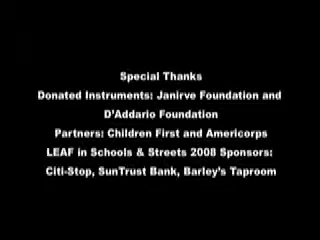 Special Thanks
Donated Instruments: Janirve Foundation and
D'Addario Foundation
Partners: Children First and Americorps
LEAF in Schools & Streets 2008 Sponsors:
Citi-Stop, SunTrust Bank, Barley's Taproom